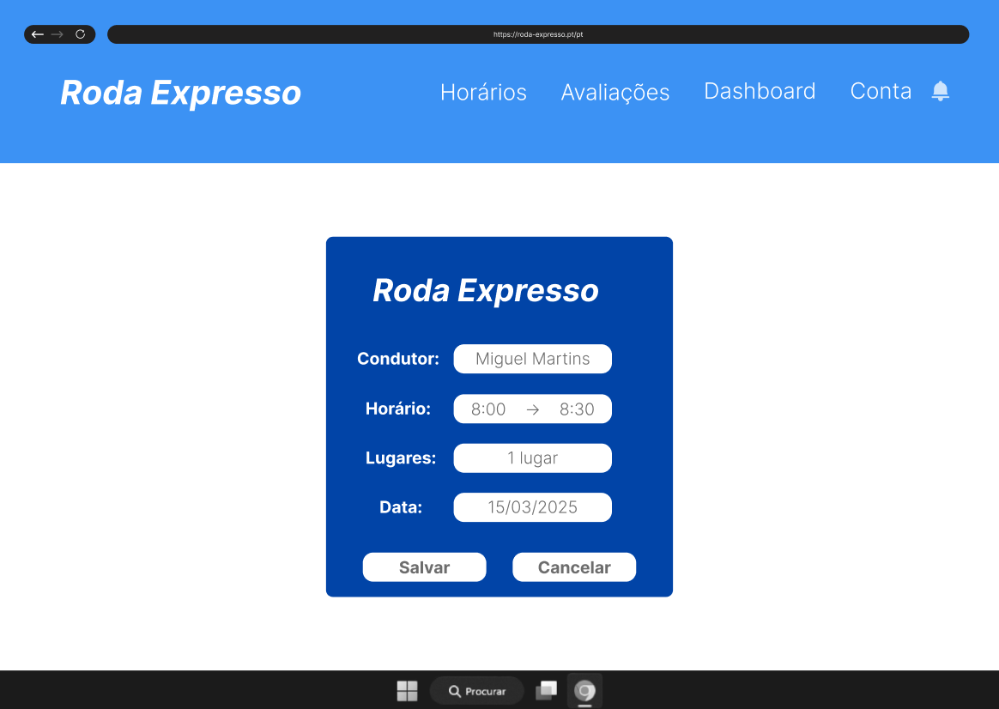 https://roda-expresso.pt/pt
Roda Expresso
Horários Avaliações Dashboard Conta
Roda Expresso
Condutor: Miguel Martins
Horário: 8:00 → 8:30
Lugares: 1 lugar
Data: 15/03/2025
Salvar Cancelar
Procurar